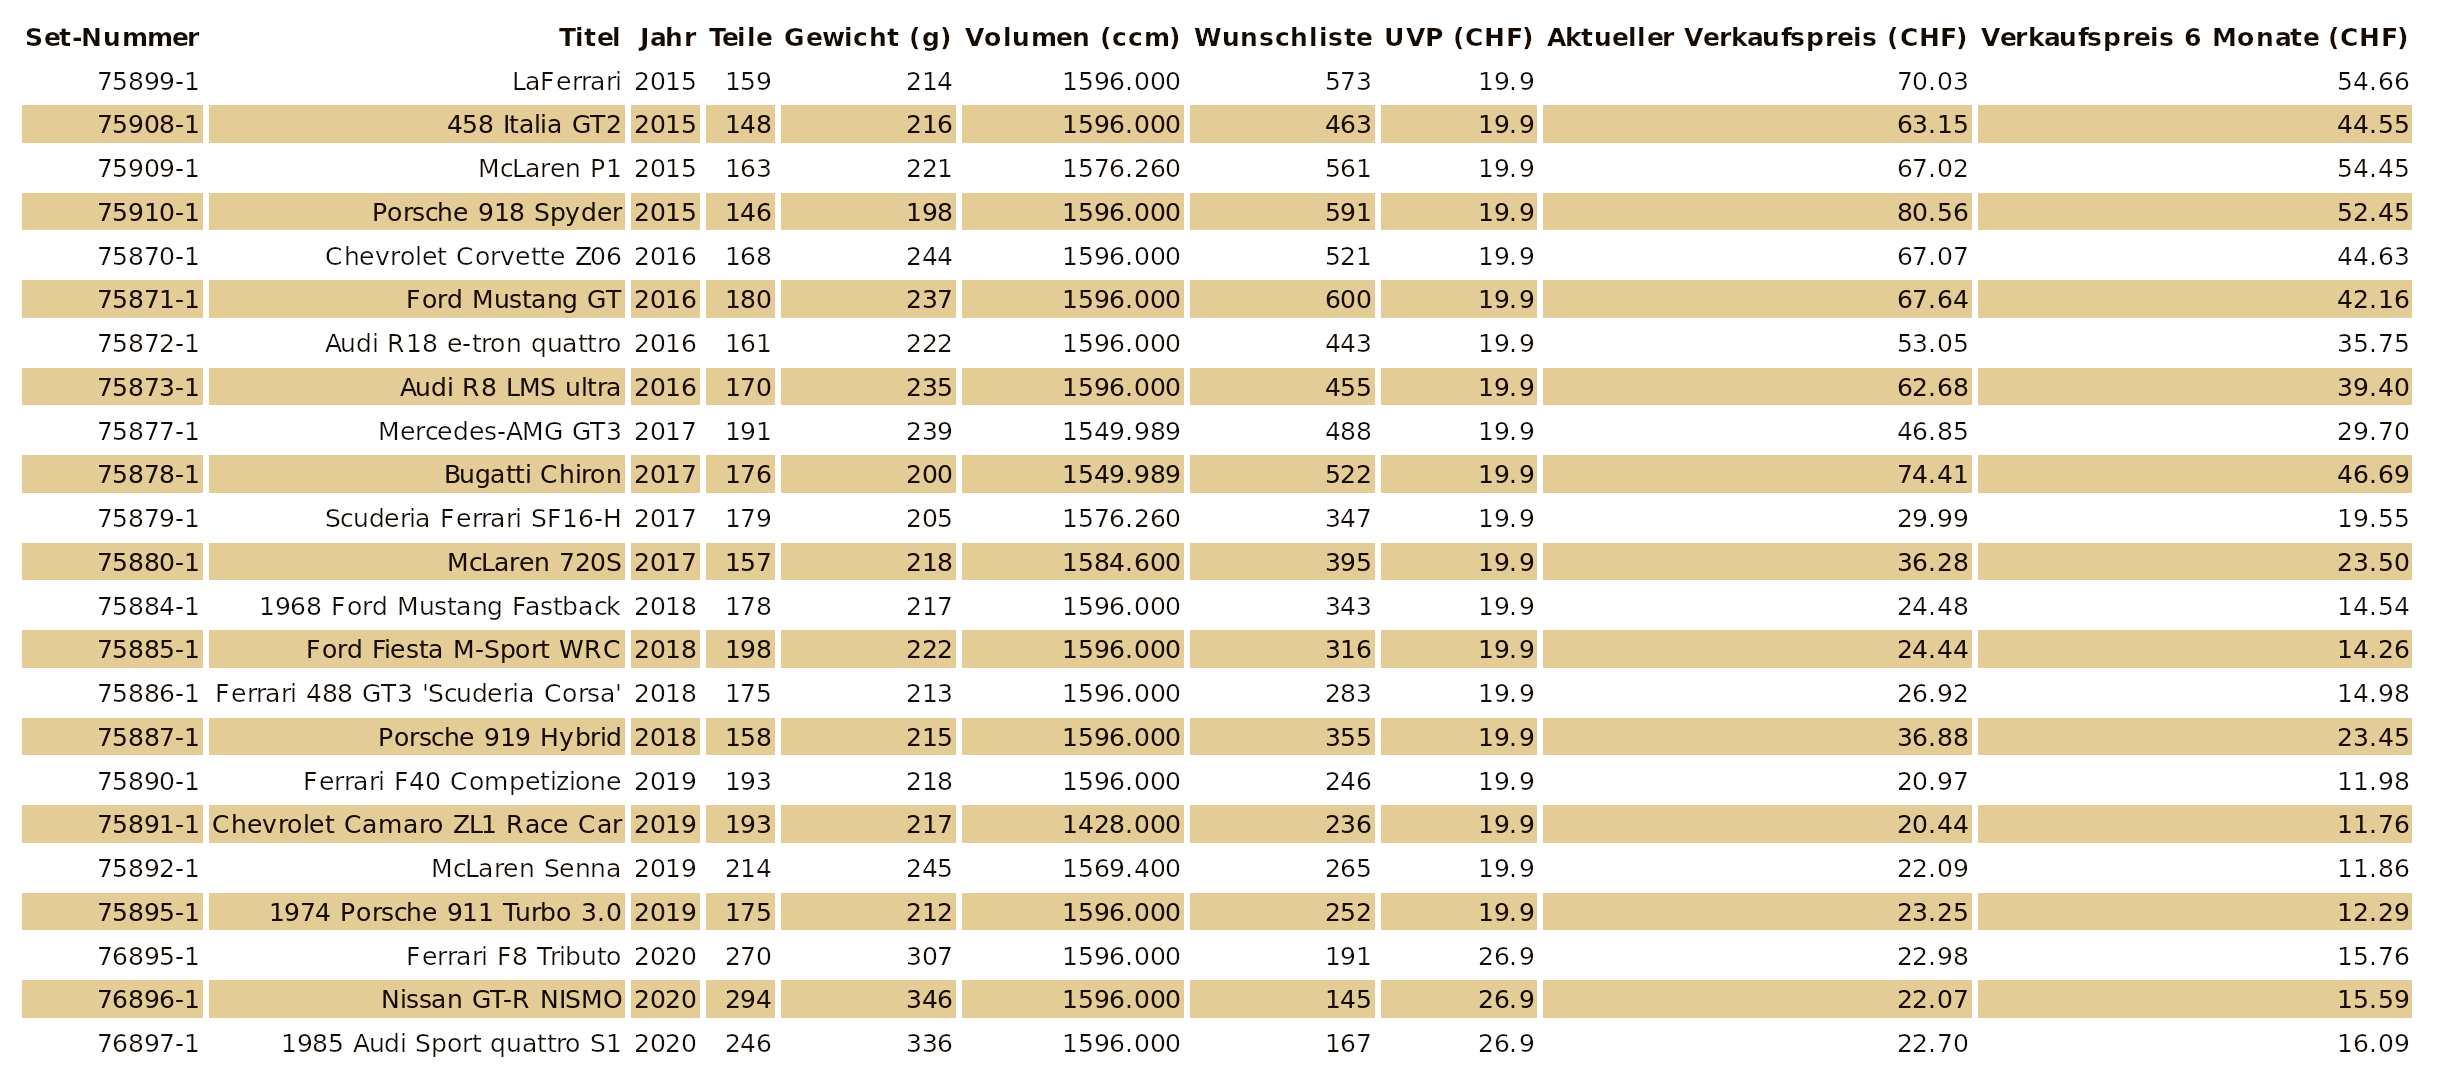 Set-Nummer Titel Jahr Teile Gewicht (g) Volumen (ccm) Wunschliste UVP (CHF) Aktueller Verkaufspreis (CHF) Verkaufspreis 6 Monate (CHF)
75899-1 LaFerrari 2015 159 214 1596.000 573 19.9 70.03 54.66
75908-1 458 Italia GT2 2015 148 216 1596.000 463 19.9 63.15 44.55
75909-1 McLaren P1 2015 163 221 1576.260 561 19.9 67.02 54.45
75910-1 Porsche 918 Spyder 2015 146 198 1596.000 591 19.9 80.56 52.45
75870-1 Chevrolet Corvette Z06 2016 168 244 1596.000 521 19.9 67.07 44.63
75871-1 Ford Mustang GT 2016 180 237 1596.000 600 19.9 67.64 42.16
75872-1 Audi R18 e-tron quattro 2016 161 222 1596.000 443 19.9 53.05 35.75
75873-1 Audi R8 LMS ultra 2016 170 235 1596.000 455 19.9 62.68 39.40
75877-1 Mercedes-AMG GT3 2017 191 239 1549.989 488 19.9 46.85 29.70
75878-1 Bugatti Chiron 2017 176 200 1549.989 522 19.9 74.41 46.69
75879-1 Scuderia Ferrari SF16-H 2017 179 205 1576.260 347 19.9 29.99 19.55
75880-1 McLaren 720S 2017 157 218 1584.600 395 19.9 36.28 23.50
75884-1 1968 Ford Mustang Fastback 2018 178 217 1596.000 343 19.9 24.48 14.54
75885-1 Ford Fiesta M-Sport WRC 2018 198 222 1596.000 316 19.9 24.44 14.26
75886-1 Ferrari 488 GT3 'Scuderia Corsa' 2018 175 213 1596.000 283 19.9 26.92 14.98
75887-1 Porsche 919 Hybrid 2018 158 215 1596.000 355 19.9 36.88 23.45
75890-1 Ferrari F40 Competizione 2019 193 218 1596.000 246 19.9 20.97 11.98
75891-1 Chevrolet Camaro ZL1 Race Car 2019 193 217 1428.000 236 19.9 20.44 11.76
75892-1 McLaren Senna 2019 214 245 1569.400 265 19.9 22.09 11.86
75895-1 1974 Porsche 911 Turbo 3.0 2019 175 212 1596.000 252 19.9 23.25 12.29
76895-1 Ferrari F8 Tributo 2020 270 307 1596.000 191 26.9 22.98 15.76
76896-1 Nissan GT-R NISMO 2020 294 346 1596.000 145 26.9 22.07 15.59
76897-1 1985 Audi Sport quattro S1 2020 246 336 1596.000 167 26.9 22.70 16.09